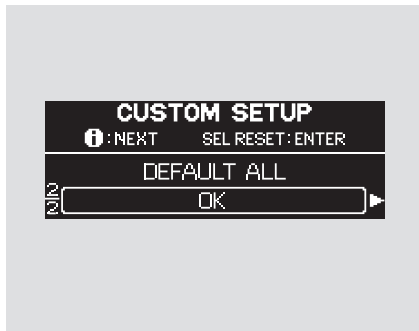 CUSTOM SETUP
i:NEXT SEL RESET:ENTER
DEFAULT ALL
2/2 OK